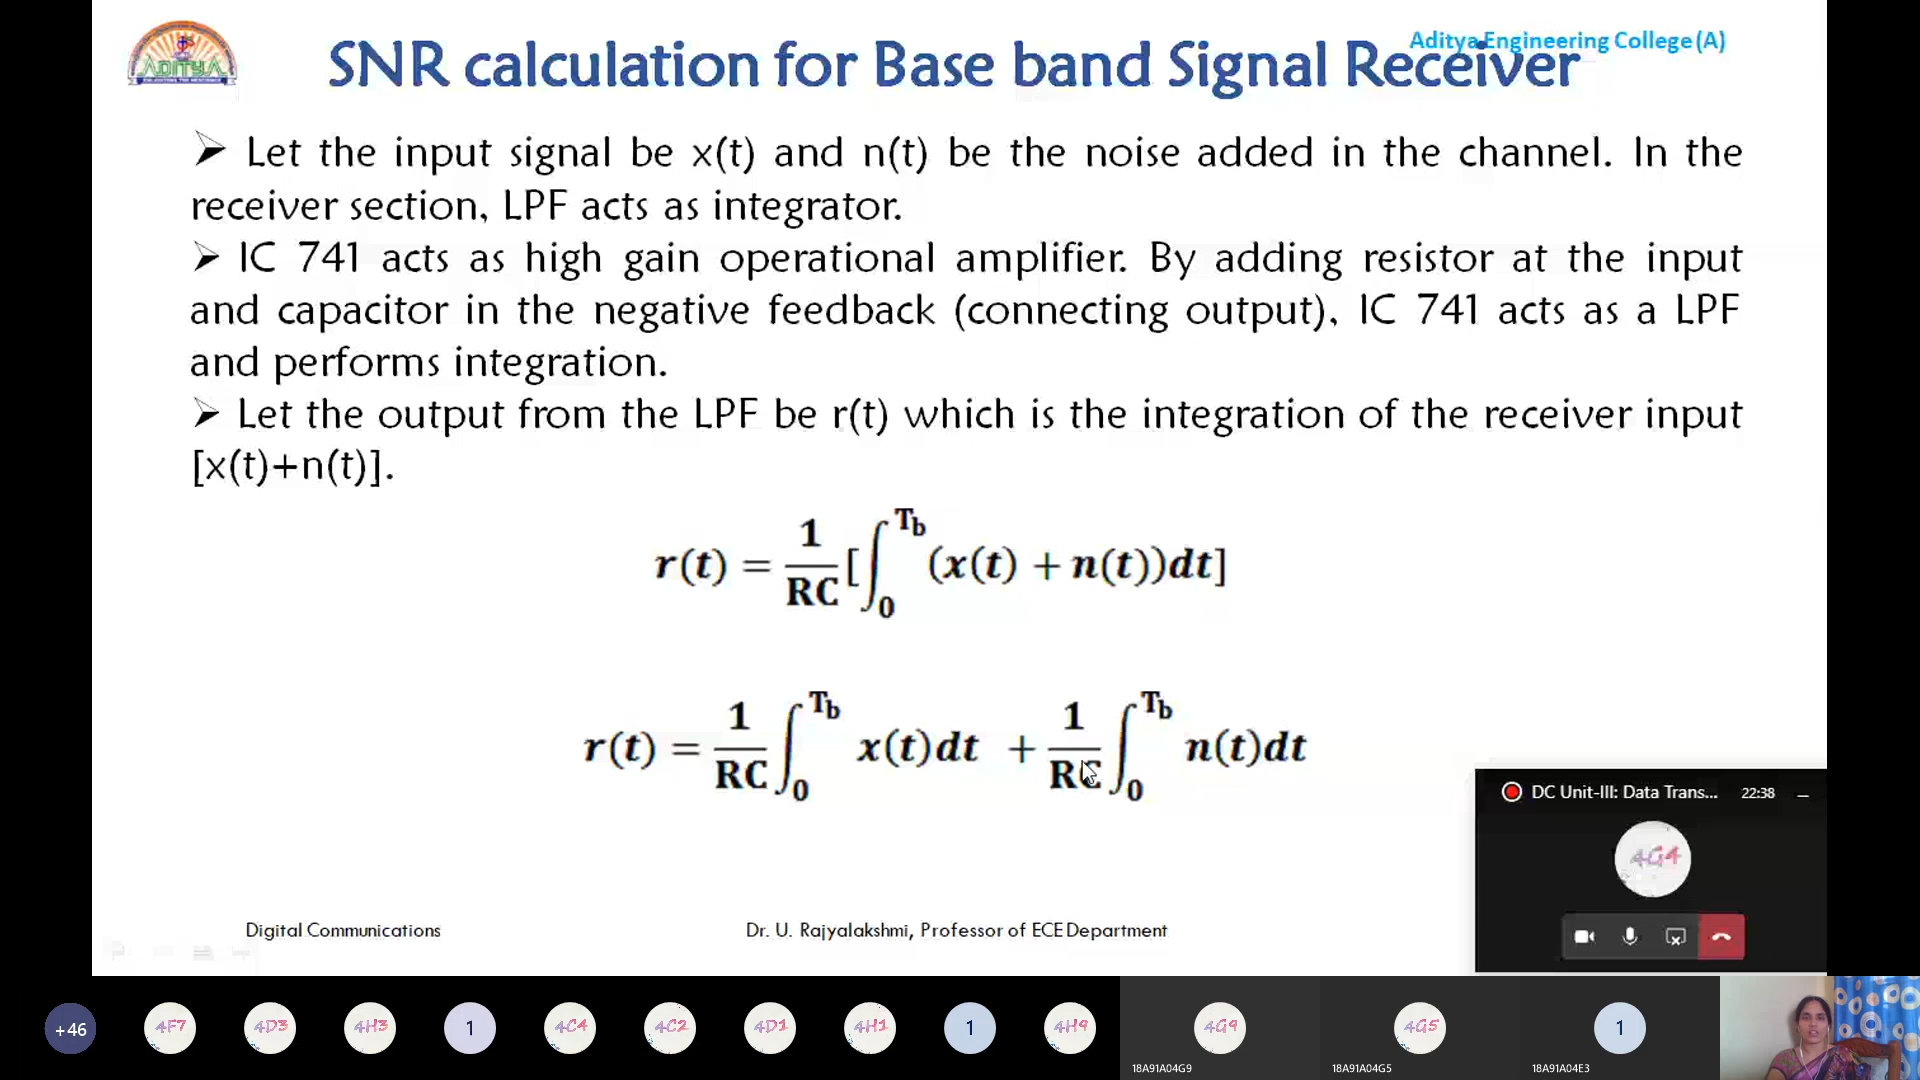 ADITYA
Aditya Engineering College (A)
SNR calculation for Base band Signal Receiver
➢ Let the input signal be x(t) and n(t) be the noise added in the channel. In the
receiver section, LPF acts as integrator.
➢ IC 741 acts as high gain operational amplifier. By adding resistor at the input
and capacitor in the negative feedback (connecting output), IC 741 acts as a LPF
and performs integration.
➢ Let the output from the LPF be r(t) which is the integration of the receiver input
[x(t)+n(t)].
r(t) = 1/RC [∫₀^Tb (x(t) + n(t))dt]
r(t) = 1/RC ∫₀^Tb x(t)dt + 1/RC ∫₀^Tb n(t)dt
DC Unit-III: Data Trans... 22:38
4G4
Digital Communications
Dr. U. Rajyalakshmi, Professor of ECE Department
+46 4F7 4D3 4H3 1 4C4 4C2 4D1 4H1 1 4H9 4G9 4G5 1
18A91A04G9 18A91A04G5 18A91A04E3